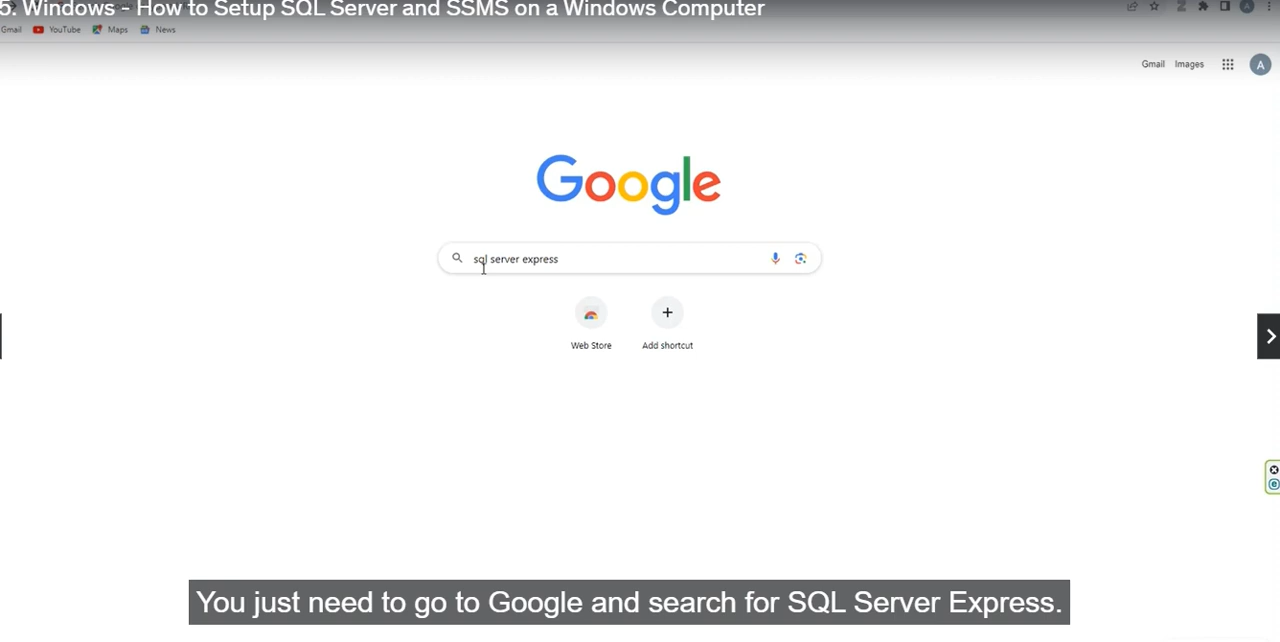 5. Windows - How to Setup SQL Server and SSMS on a Windows Computer
Gmail YouTube Maps News
Gmail Images A
Google
sql server express
Web Store Add shortcut
You just need to go to Google and search for SQL Server Express.